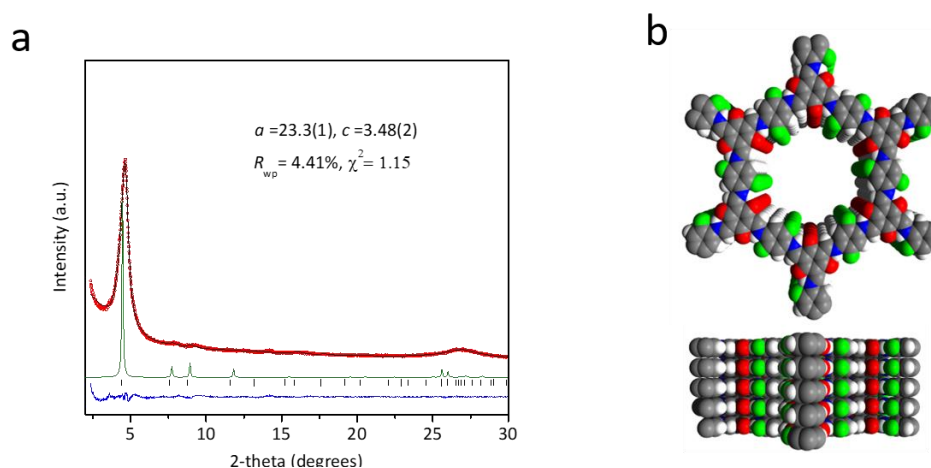 a
b
a =23.3(1), c =3.48(2)
Rwp = 4.41%, χ²= 1.15
Intensity (a.u.)
5 10 15 20 25 30
2-theta (degrees)